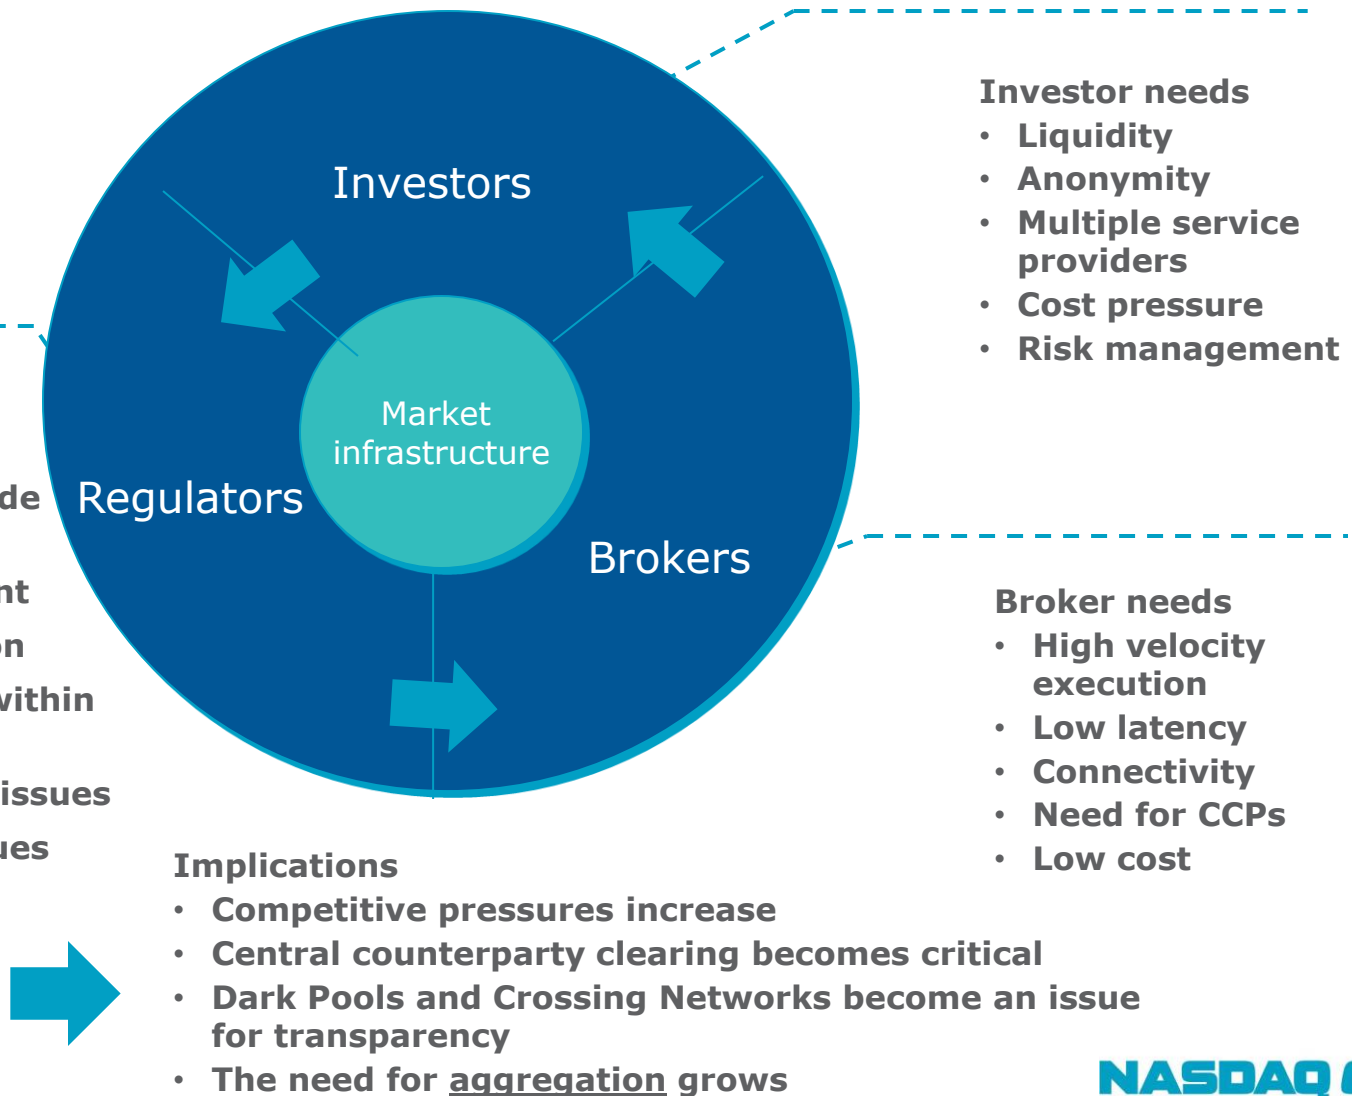 Investors
Market
infrastructure
Regulators
Brokers
Investor needs
• Liquidity
• Anonymity
• Multiple service
providers
• Cost pressure
• Risk management
Broker needs
• High velocity
execution
• Low latency
• Connectivity
• Need for CCPs
• Low cost
within
issues
Implications
• Competitive pressures increase
• Central counterparty clearing becomes critical
• Dark Pools and Crossing Networks become an issue
for transparency
• The need for aggregation grows
NASDAQ